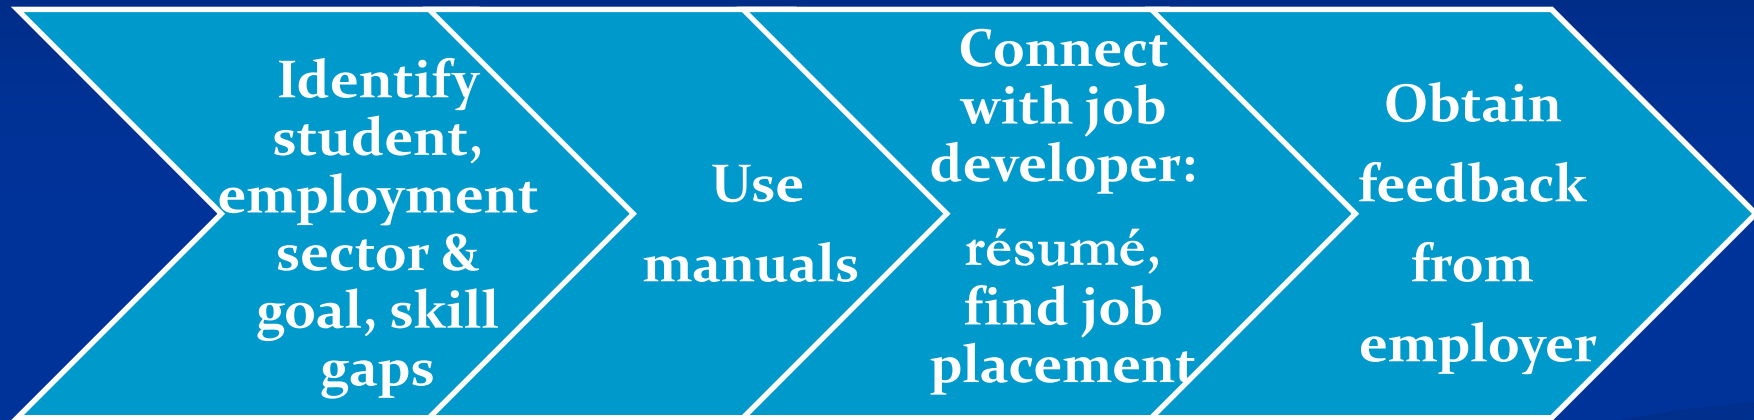 Identify
student,
employment
sector &
goal, skill
gaps
Use
manuals
Connect
with job
developer:
résumé,
find job
placement
Obtain
feedback
from
employer